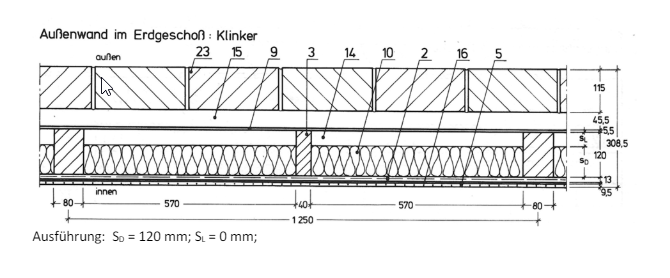 Außenwand im Erdgeschoß: Klinker
außen
23 15 9 3 14 10 2 16 5
115
45,5
5,5
308,5
sL
120
sD
13
9,5
innen
80 570 40 570 80
1250
Ausführung: SD = 120 mm; SL = 0 mm;